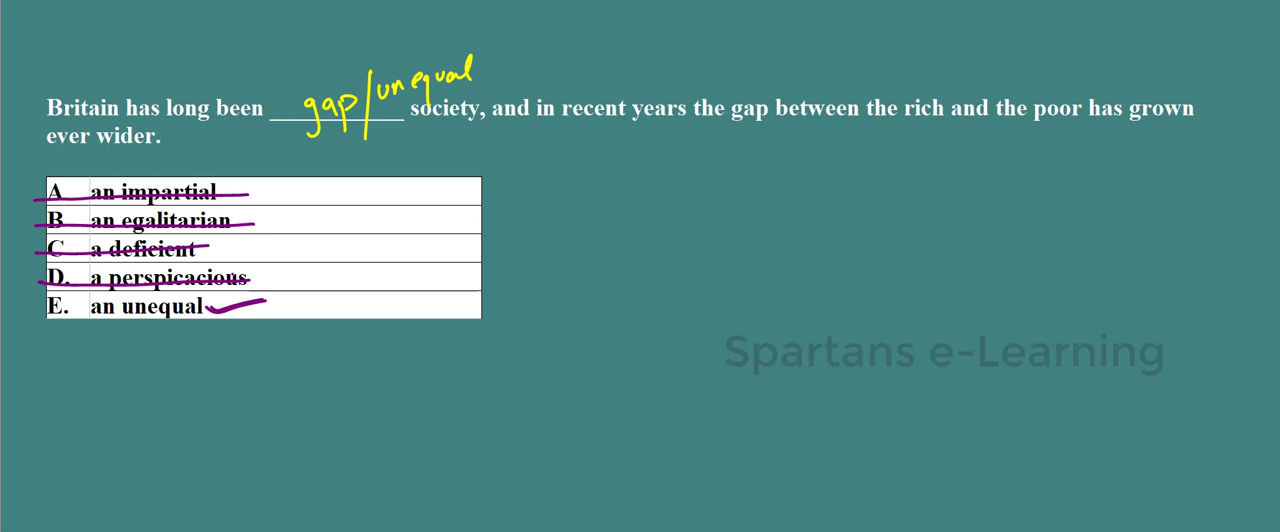 gap/unequal
Britain has long been ____________ society, and in recent years the gap between the rich and the poor has grown
ever wider.
A an impartial
B an egalitarian
C a deficient
D. a perspicacious
E. an unequal
Spartans e-Learning